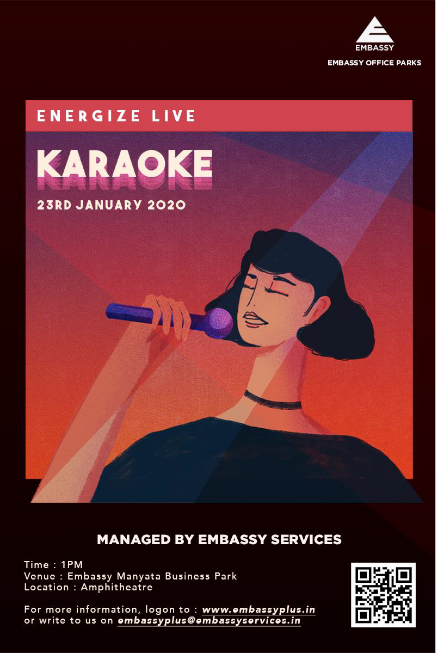 EMBASSY
EMBASSY OFFICE PARKS
ENERGIZE LIVE
KARAOKE
23RD JANUARY 2020
MANAGED BY EMBASSY SERVICES
Time : 1PM
Venue : Embassy Manyata Business Park
Location : Amphitheatre
For more information, logon to : www.embassyplus.in
or write to us on embassyplus@embassyservices.in